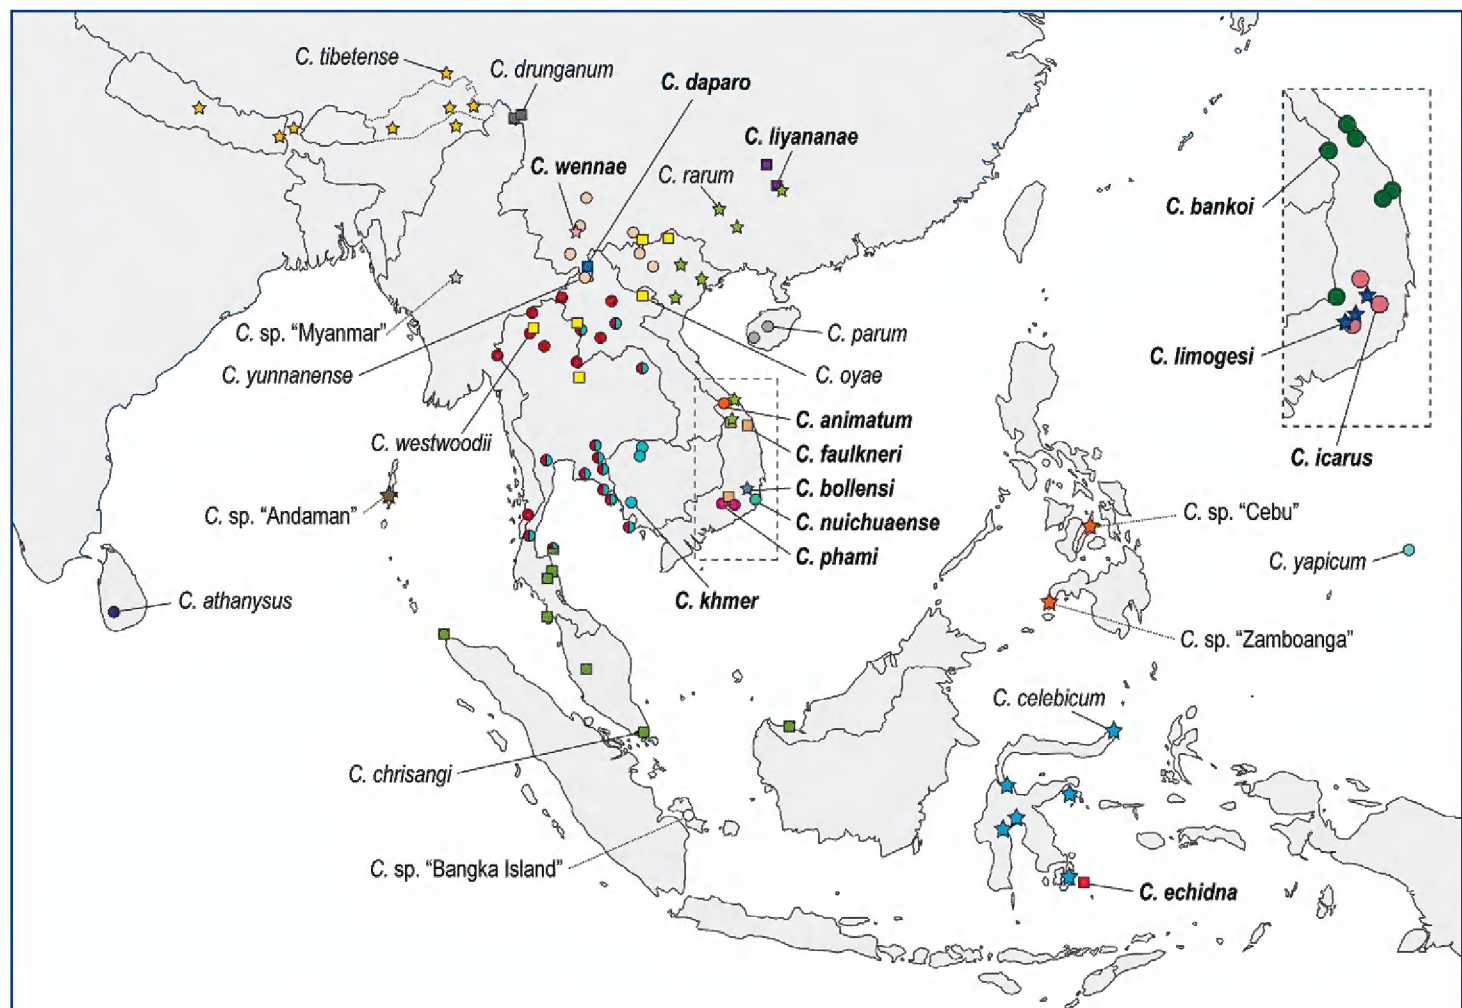 C. tibetense
C. drunganum
C. daparo
C. liyananae
C. wennae
C. rarum
C. bankoi
C. sp. “Myanmar”
C. parum
C. limogesi
C. yunnanense
C. oyae
C. animatum
C. westwoodii
C. faulkneri
C. icarus
C. bollensi
C. sp. “Andaman”
C. sp. “Cebu”
C. nuichuaense
C. phami
C. yapicum
C. athanysus
C. khmer
C. sp. “Zamboanga”
C. celebicum
C. chrisangi
C. sp. “Bangka Island”
C. echidna